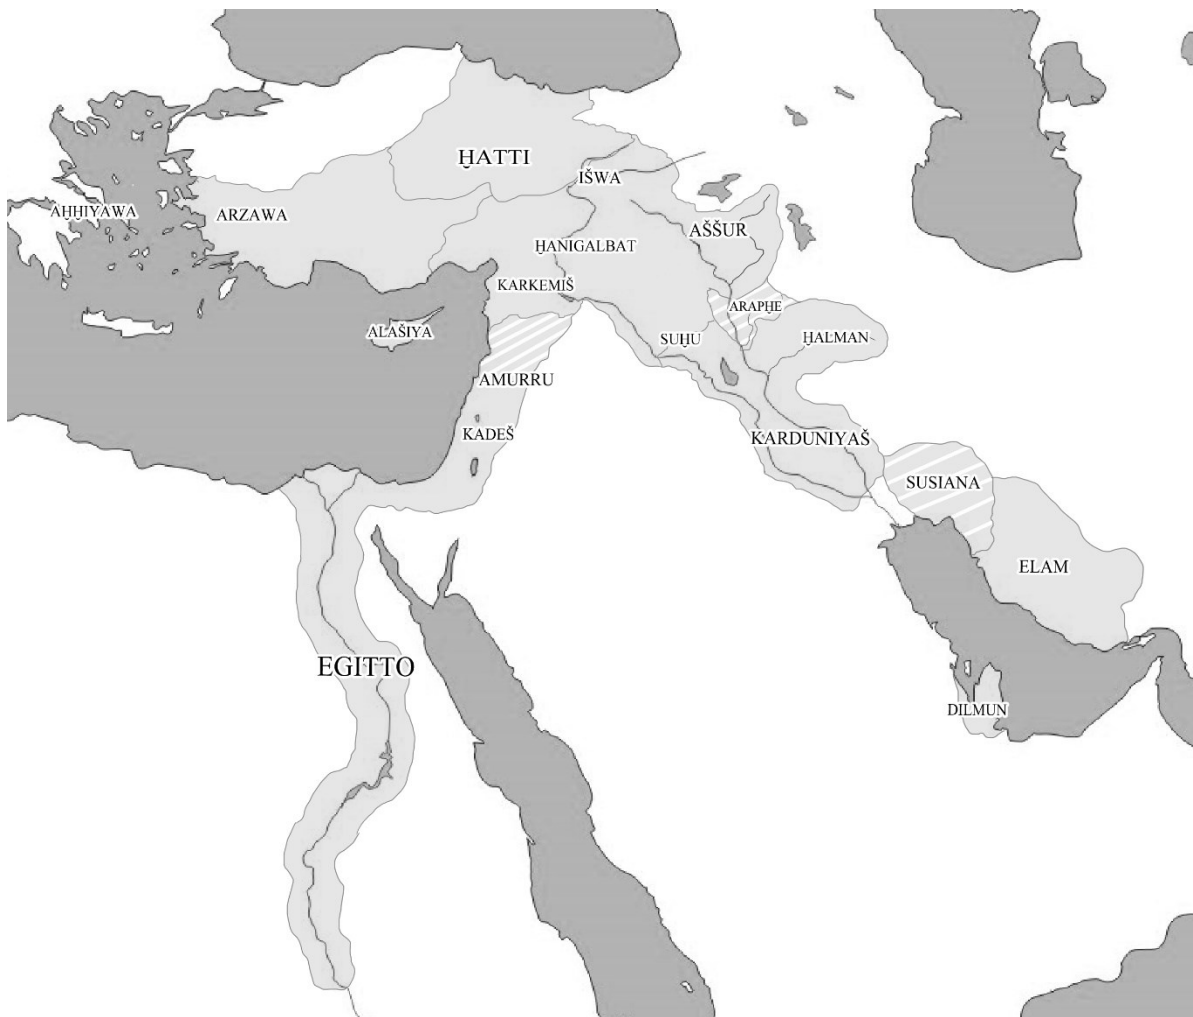 ḪATTI
IŠWA
AḪḪIYAWA
ARZAWA
AŠŠUR
ḪANIGALBAT
KARKEMIŠ
ARAPḪE
ALAŠIYA
SUḪU
ḪALMAN
AMURRU
KADEŠ
KARDUNIYAŠ
SUSIANA
ELAM
EGITTO
DILMUN